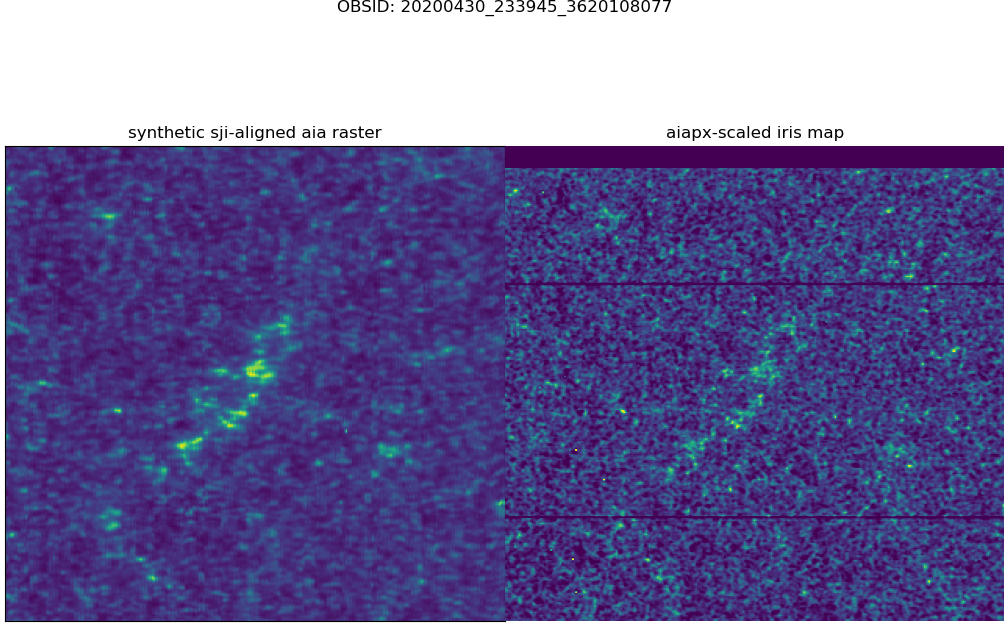 OBSID: 20200430_233945_3620108077
synthetic sji-aligned aia raster
aiapx-scaled iris map